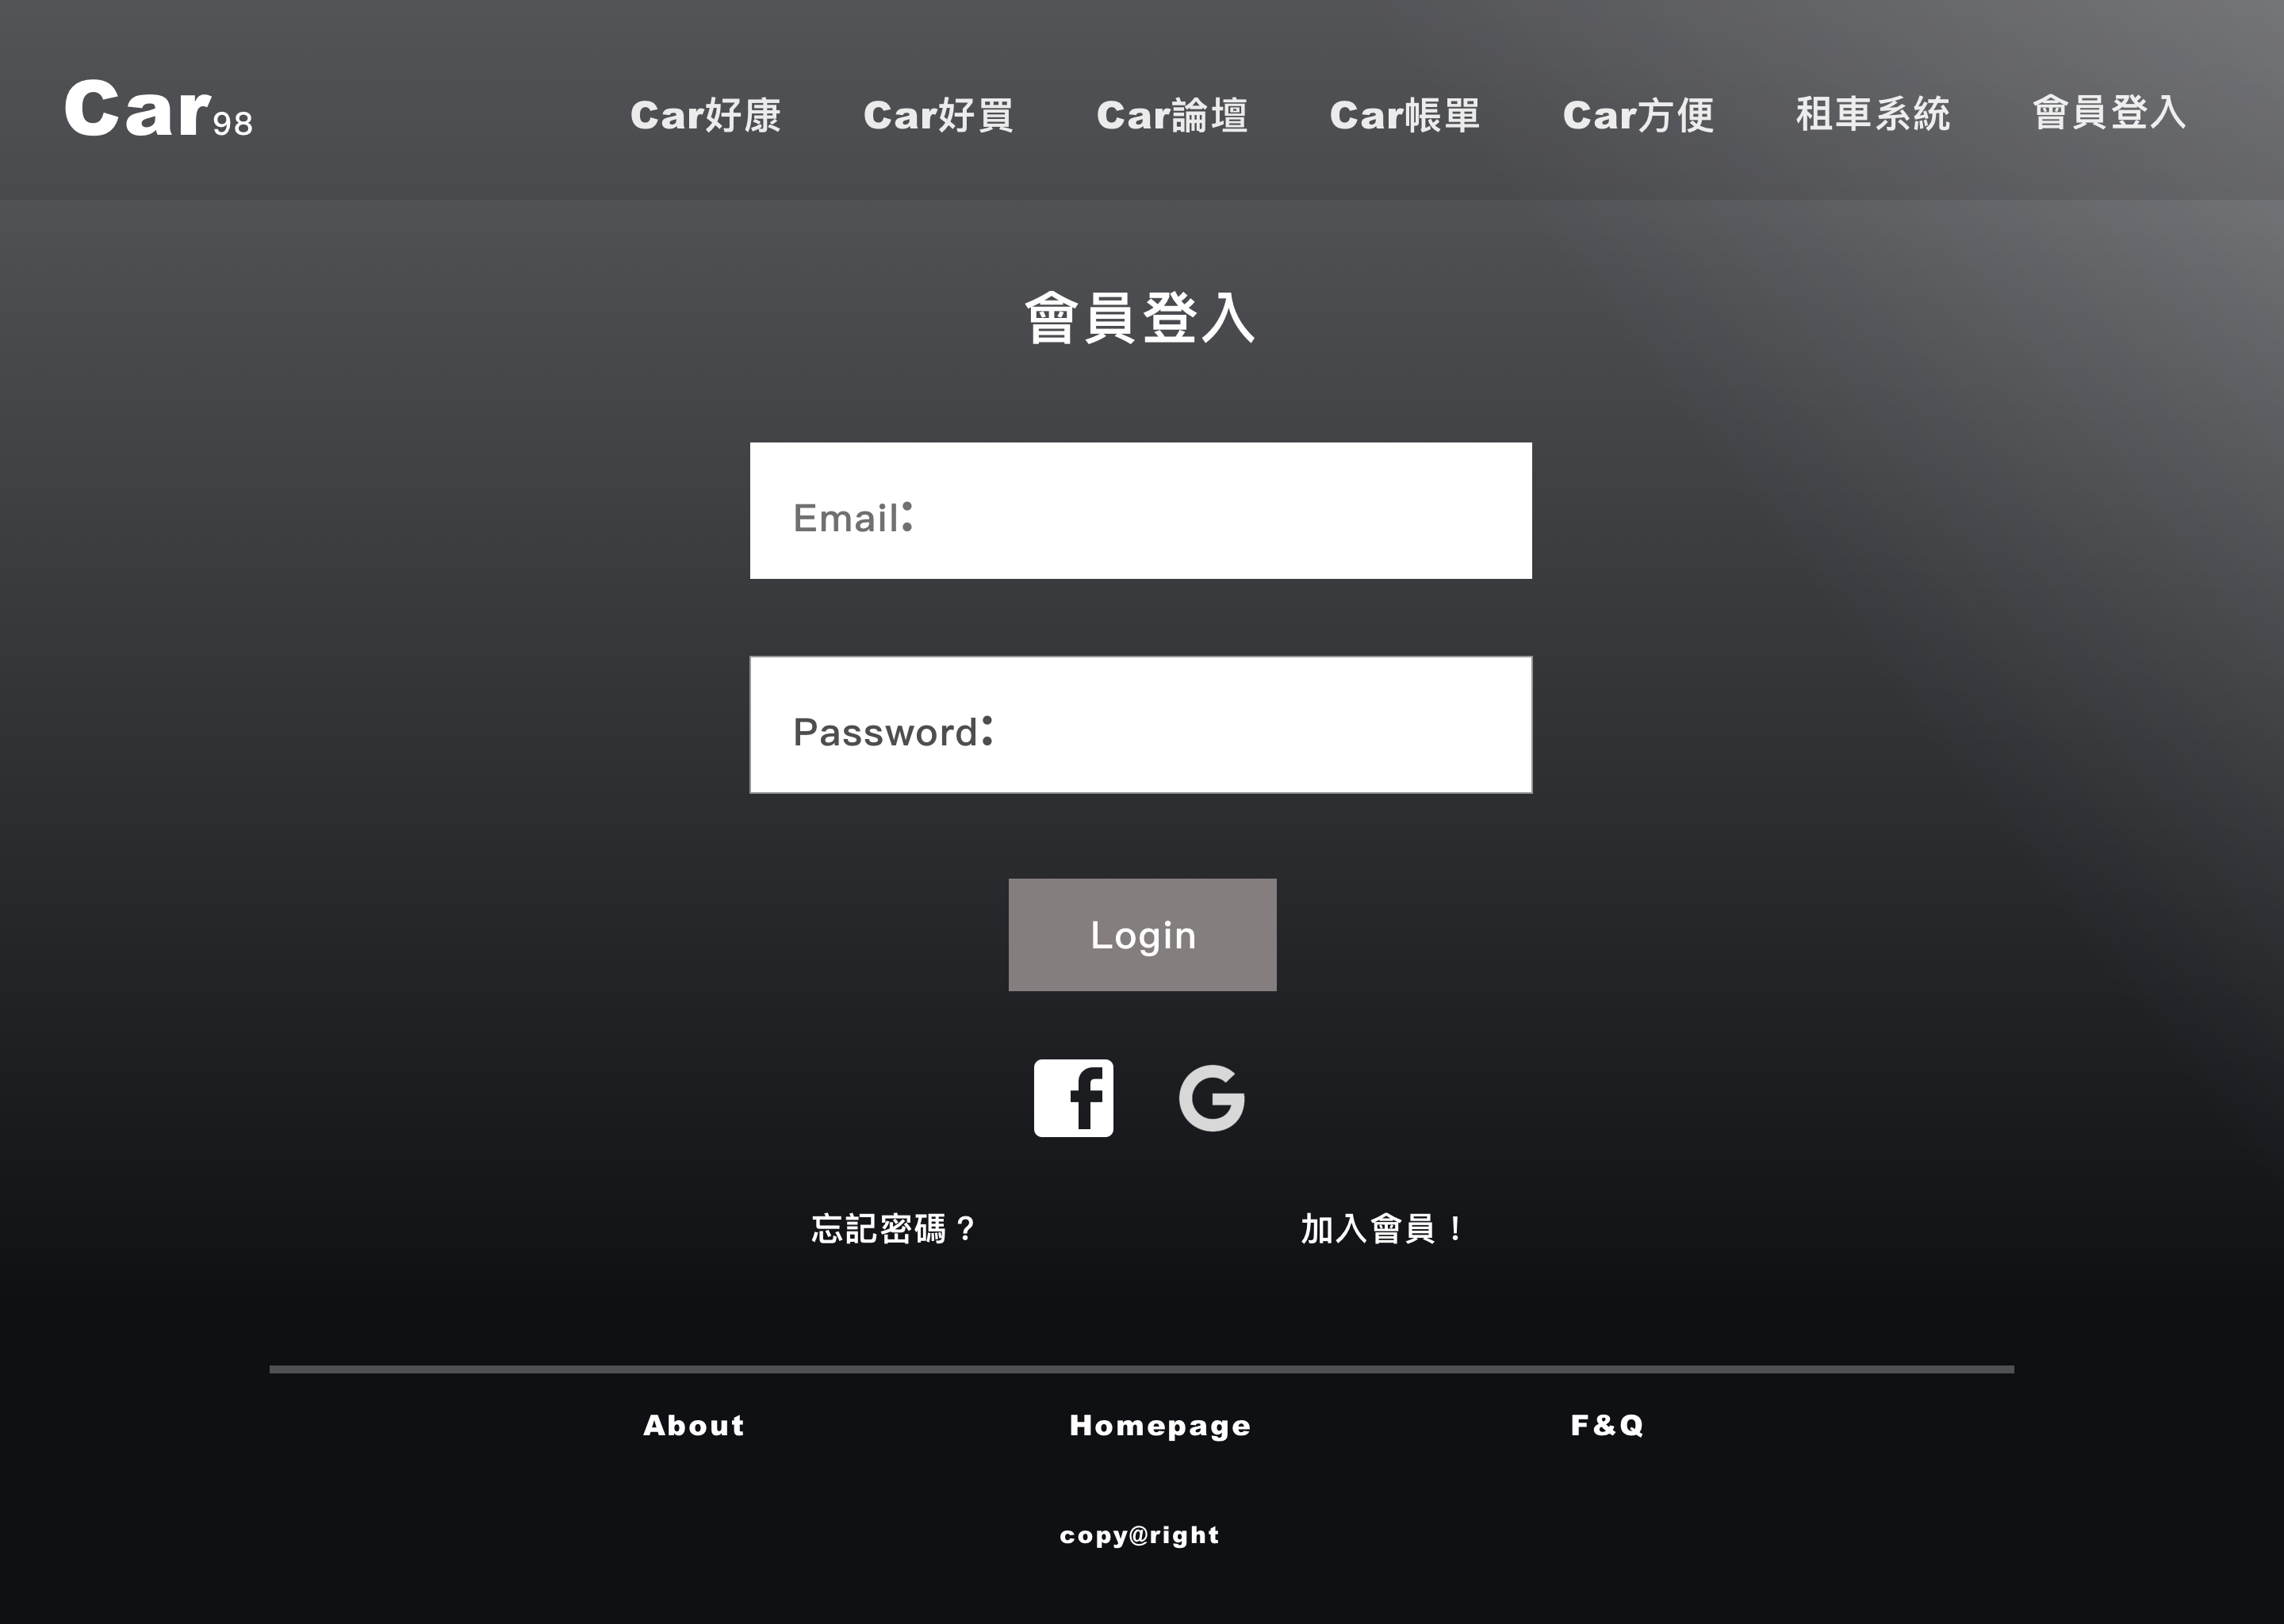 Car98
Car好康 Car好買 Car論壇 Car帳單 Car方便 租車系統 會員登入
會員登入
Email：
Password：
Login
忘記密碼？ 加入會員！
About Homepage F&Q
copy@right